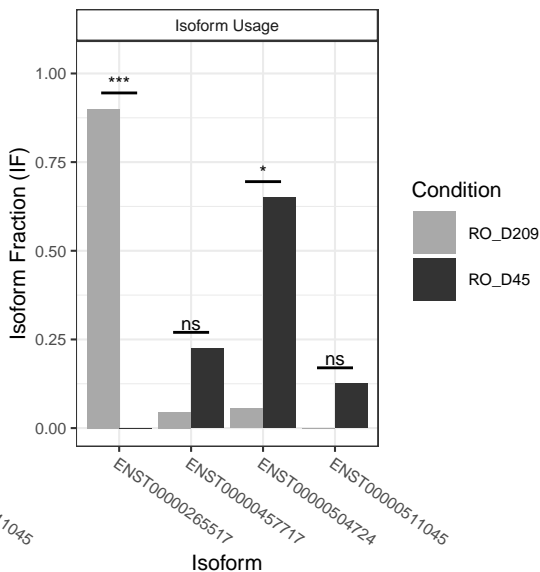 Isoform Usage
1.00
0.75
0.50
0.25
0.00
Isoform Fraction (IF)
***
ns
*
ns
ENST00000265517
ENST00000457717
ENST00000504724
ENST00000511045
11045
Isoform
Condition
RO_D209
RO_D45